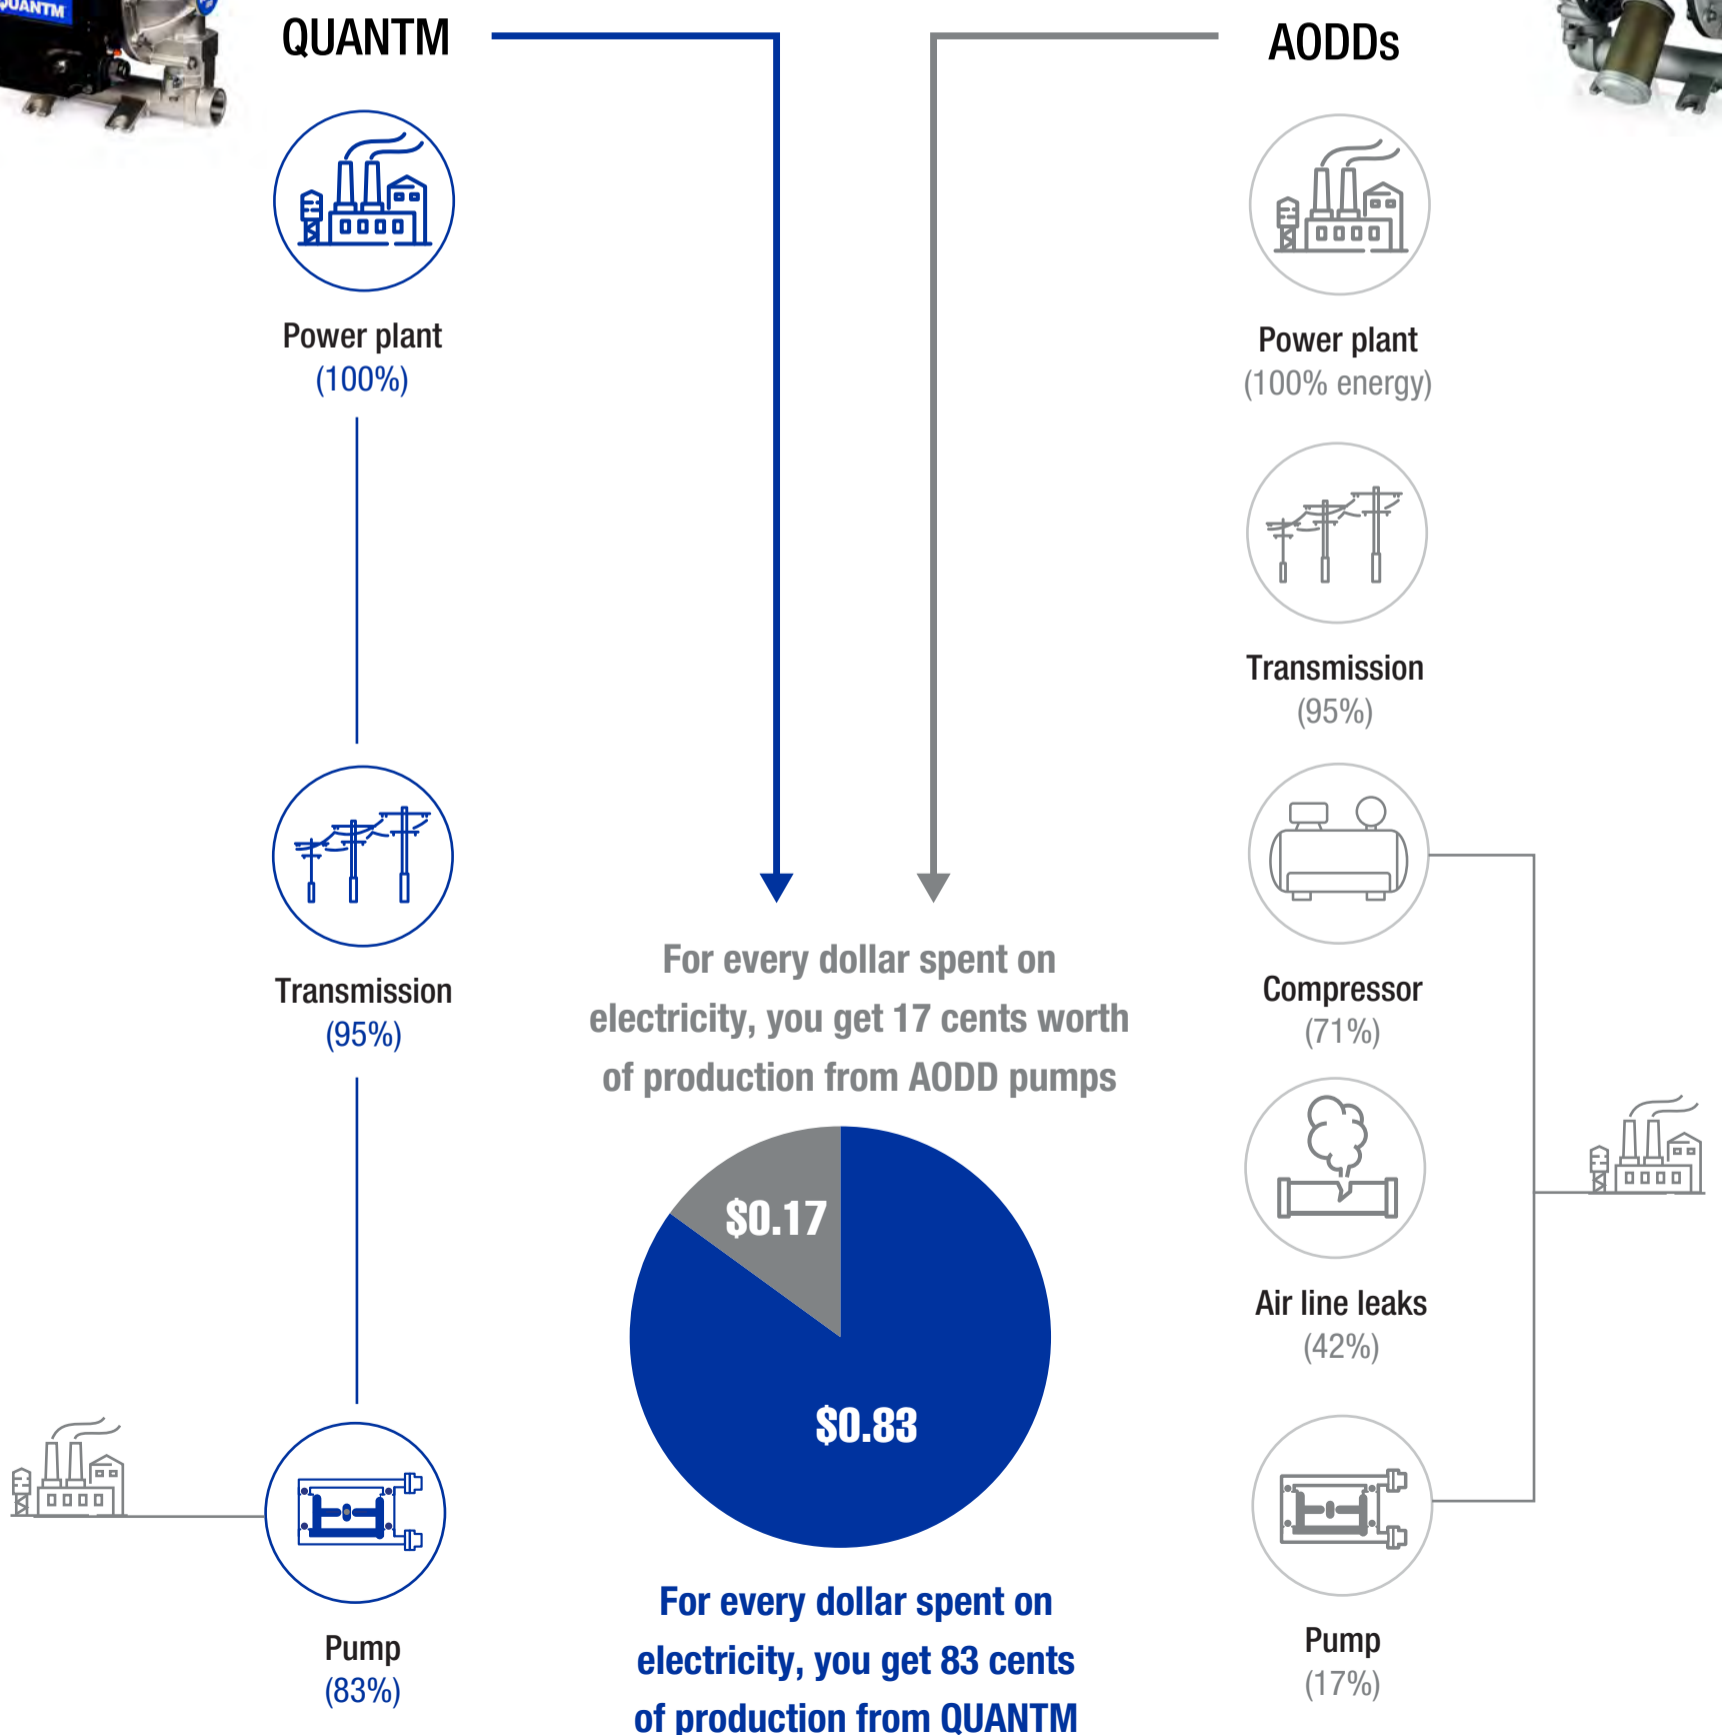 QUANTM
QUANTM
Power plant
(100%)
Transmission
(95%)
Pump
(83%)
For every dollar spent on
electricity, you get 17 cents worth
of production from AODD pumps
$0.17
$0.83
For every dollar spent on
electricity, you get 83 cents
of production from QUANTM
AODDs
Power plant
(100% energy)
Transmission
(95%)
Compressor
(71%)
Air line leaks
(42%)
Pump
(17%)